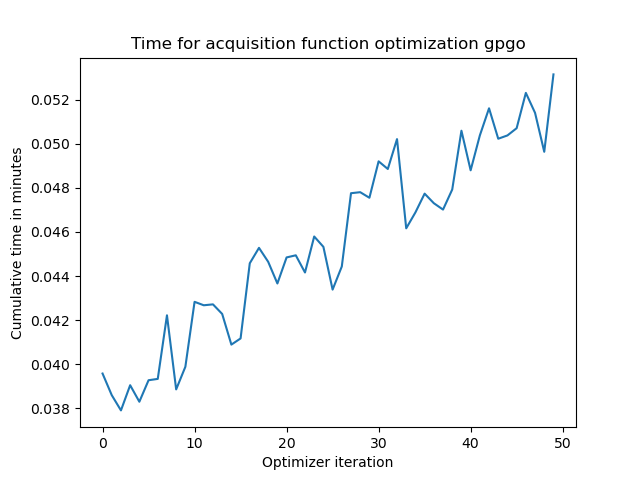 Time for acquisition function optimization gpgo
0.052
0.050
0.048
0.046
0.044
0.042
0.040
0.038
Cumulative time in minutes
0 10 20 30 40 50
Optimizer iteration